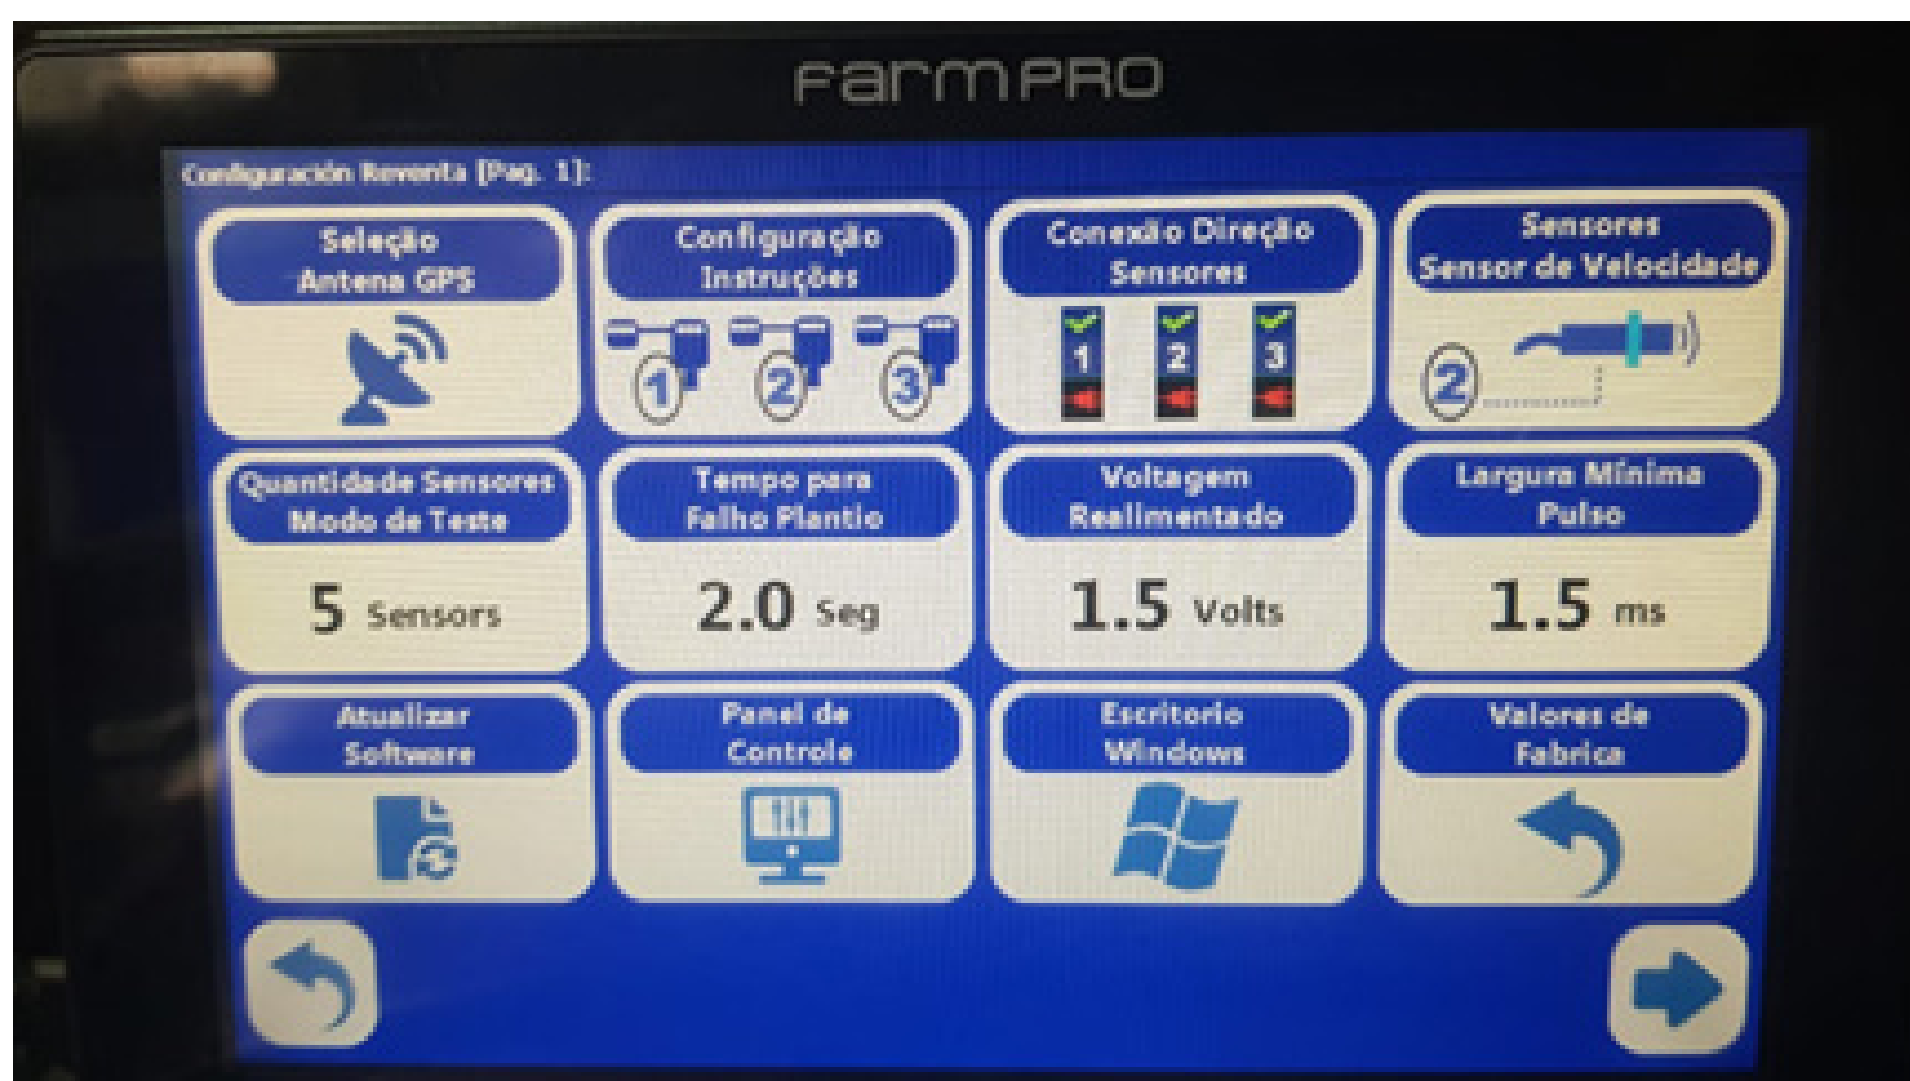 Farm PRO
Configuración Reventa [Pag. 1]:
Seleção
Antena GPS
Configuração
Instruções
1 2 3
Conexão Direção
Sensores
1 2 3
Sensores
Sensor de Velocidade
2
Quantidade Sensores
Modo de Teste
5 Sensors
Tempo para
Falho Plantio
2.0 Seg
Voltagem
Realimentado
1.5 Volts
Largura Mínima
Pulso
1.5 ms
Atualizar
Software
Panel de
Controle
Escritorio
Windows
Valores de
Fabrica